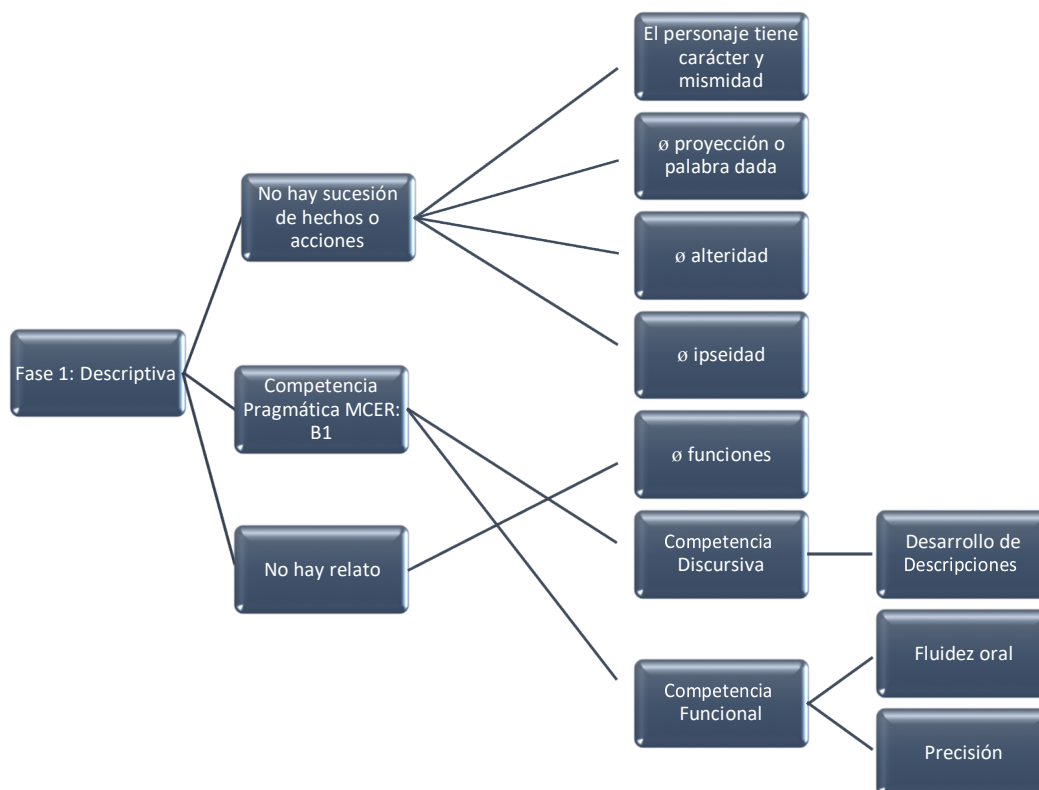 Fase 1: Descriptiva
No hay sucesión
de hechos o
acciones
Competencia
Pragmática MCER:
B1
No hay relato
El personaje tiene
carácter y
mismidad
ø proyección o
palabra dada
ø alteridad
ø ipseidad
ø funciones
Competencia
Discursiva
Competencia
Funcional
Desarrollo de
Descripciones
Fluidez oral
Precisión